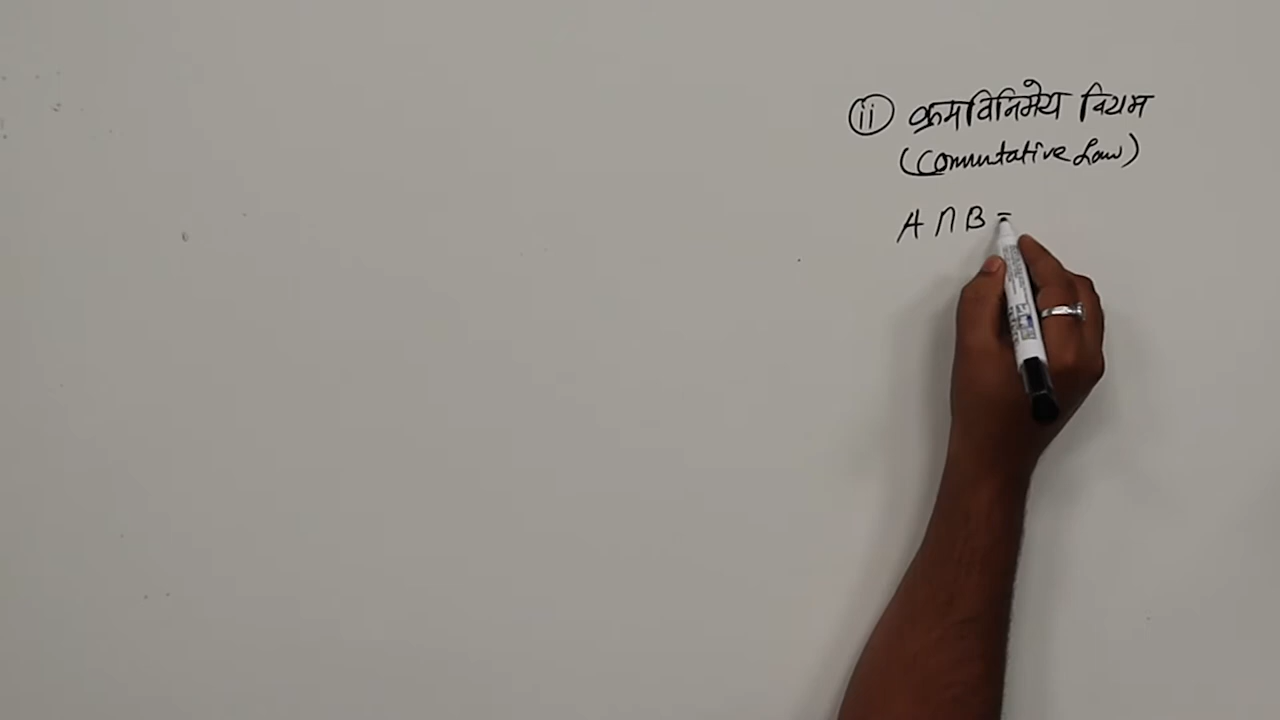 ii क्रमविनिमेय नियम
(Commutative Law)
A ∩ B =